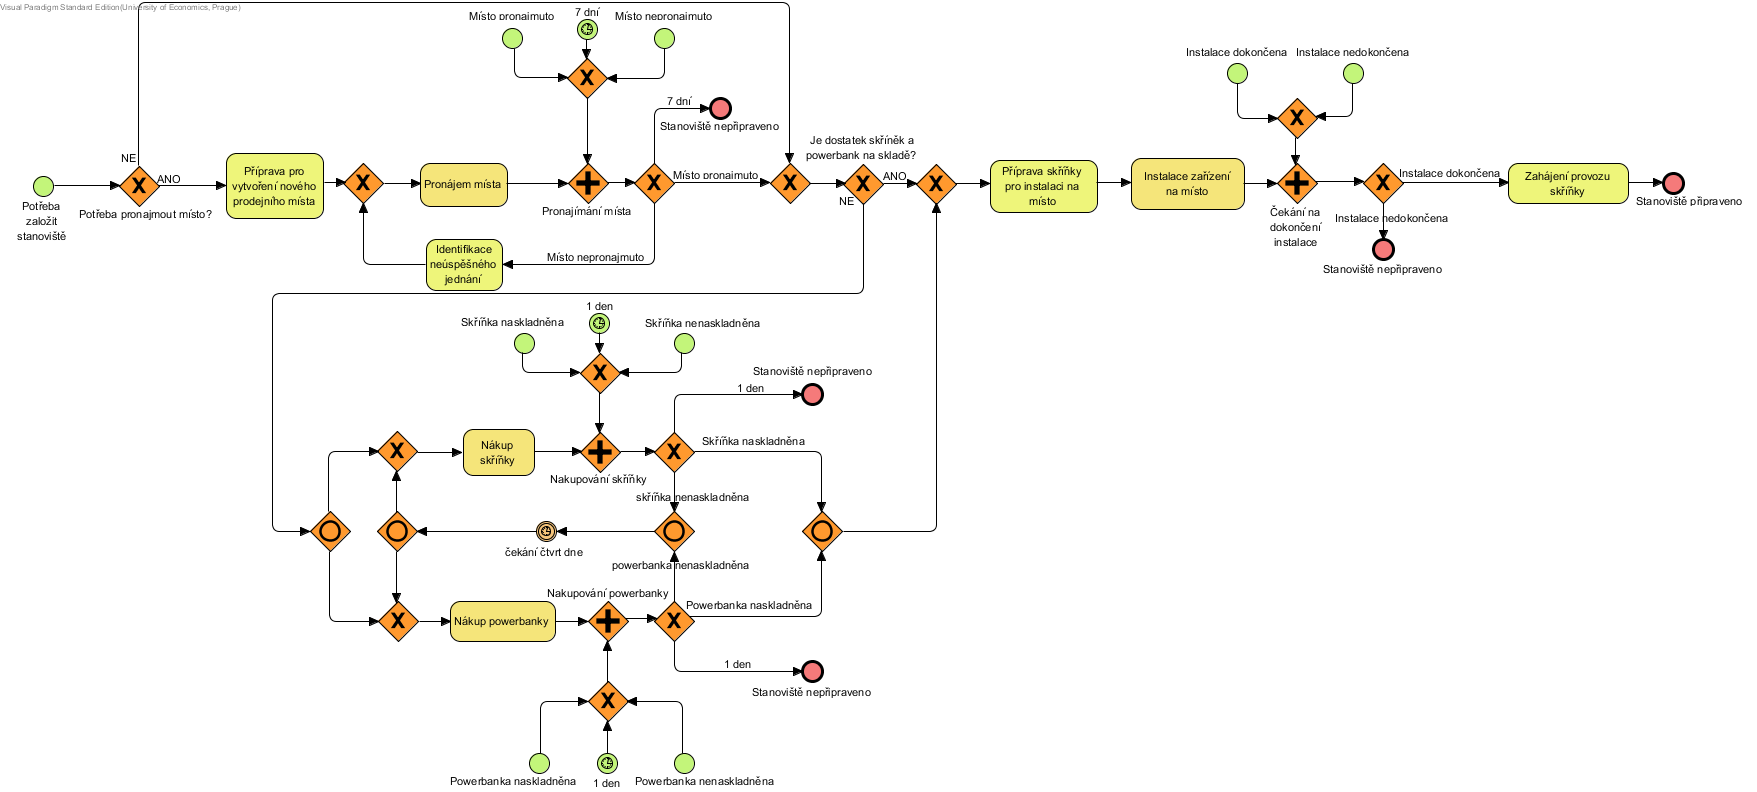 Visual Paradigm Standard Edition(University of Economics, Prague)
Místo pronajmuto
7 dní
Místo nepronajmuto
Instalace dokončena
Instalace nedokončena
NE
ANO
Potřeba
založit
stanoviště
Potřeba pronajmout místo?
Příprava pro
vytvoření nového
prodejního místa
Pronájem místa
Pronajímání místa
7 dní
Stanoviště nepřipraveno
Místo pronajmuto
Místo nepronajmuto
Identifikace
neúspěšného
jednání
Je dostatek skříněk a
powerbank na skladě?
ANO
NE
Příprava skříňky
pro instalaci na
místo
Instalace zařízení
na místo
Čekání na
dokončení
instalace
Instalace dokončena
Instalace nedokončena
Stanoviště nepřipraveno
Zahájení provozu
skříňky
Stanoviště připraveno
1 den
Skříňka naskladněna
Skříňka nenaskladněna
Stanoviště nepřipraveno
1 den
Nákup
skříňky
Nakupování skříňky
Skříňka naskladněna
skříňka nenaskladněna
čekání čtvrt dne
powerbanka nenaskladněna
Nakupování powerbanky
Nákup powerbanky
Powerbanka naskladněna
1 den
Stanoviště nepřipraveno
Powerbanka naskladněna
1 den
Powerbanka nenaskladněna